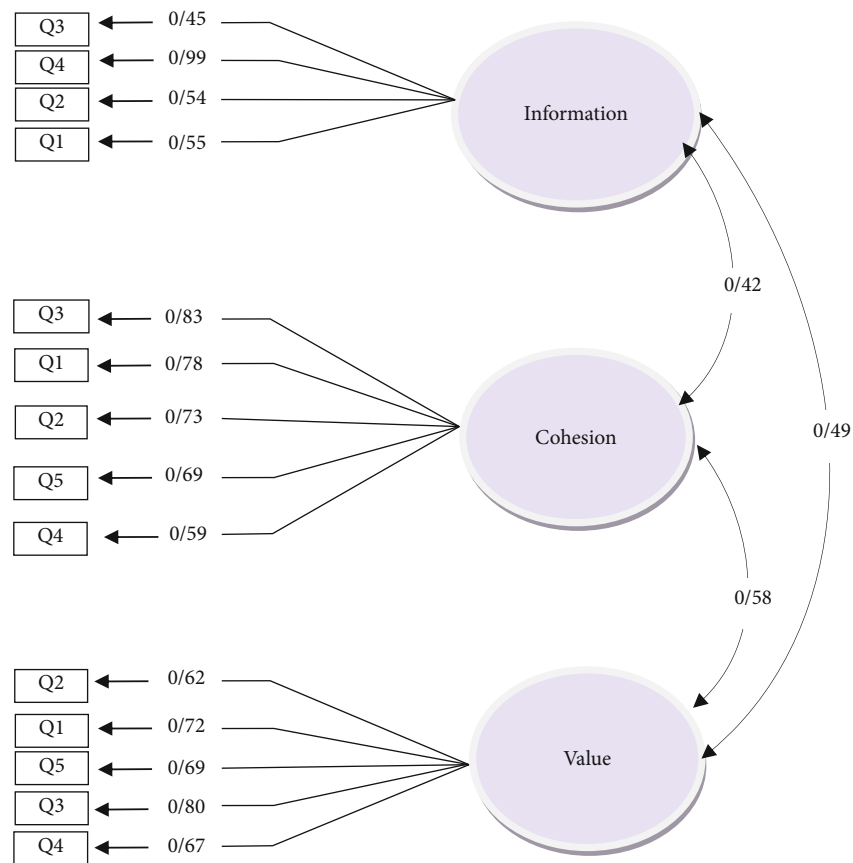 Q3 0/45
Q4 0/99
Q2 0/54
Q1 0/55
Information
0/42
Q3 0/83
Q1 0/78
Q2 0/73
Q5 0/69
Q4 0/59
Cohesion
0/49
0/58
Q2 0/62
Q1 0/72
Q5 0/69
Q3 0/80
Q4 0/67
Value